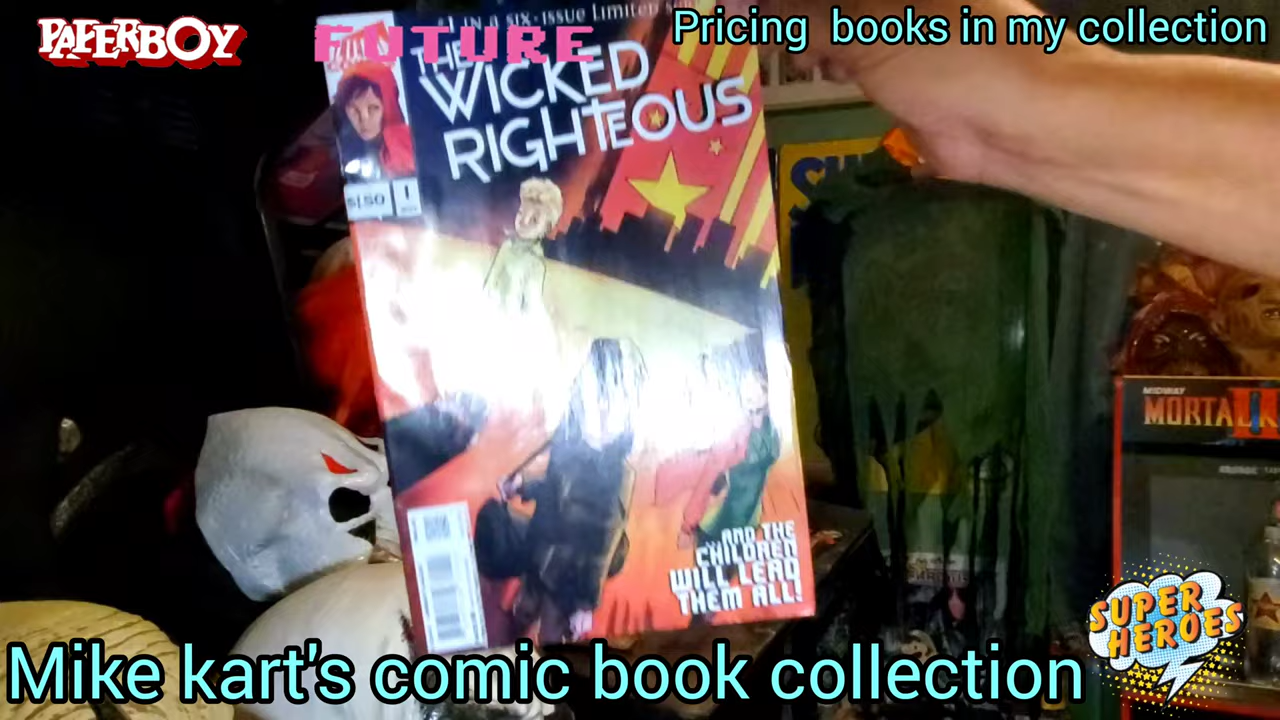 PAPERBOY
FUTURE
Pricing books in my collection
#1 IN A SIX-ISSUE Limited
THE
WICKED
RIGHTEOUS
$1.50 1
...AND THE
CHILDREN
WILL LEAD
THEM ALL!
MIDWAY
MORTAL K
SUPER
HEROES
Mike kart's comic book collection